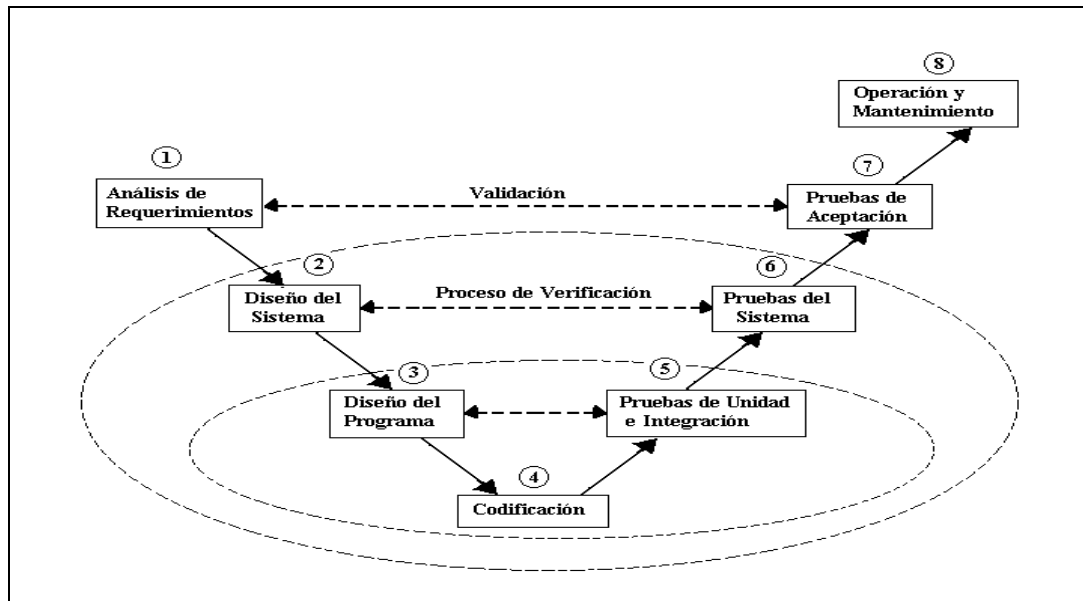 8
Operación y
Mantenimiento
1
7
Análisis de
Requerimientos
Validación
Pruebas de
Aceptación
2
6
Diseño del
Sistema
Proceso de Verificación
Pruebas del
Sistema
3
5
Diseño del
Programa
Pruebas de Unidad
e Integración
4
Codificación